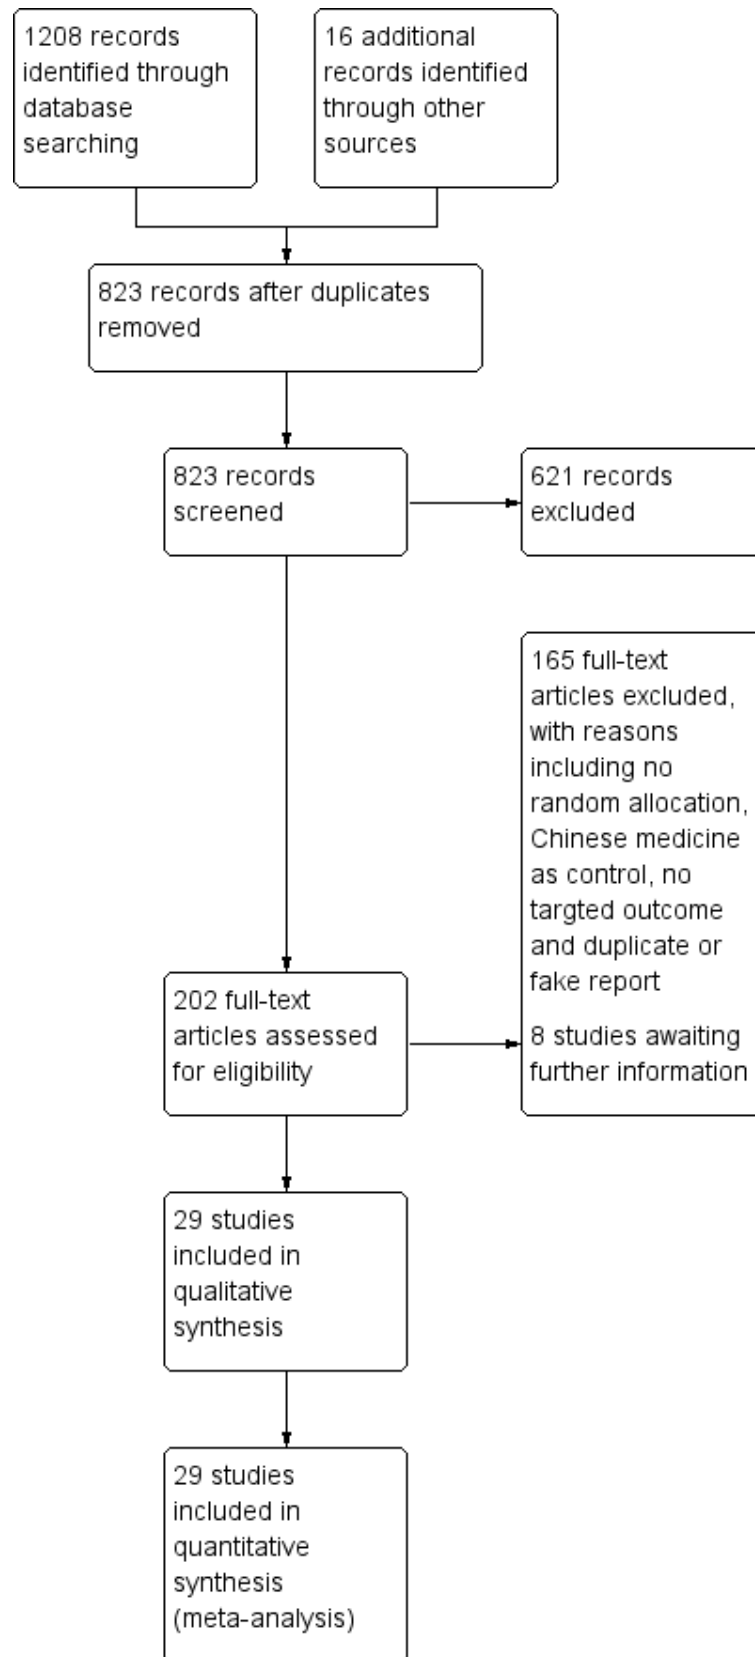 1208 records
identified through
database
searching
16 additional
records identified
through other
sources
823 records after duplicates
removed
823 records
screened
621 records
excluded
165 full-text
articles excluded,
with reasons
including no
random allocation,
Chinese medicine
as control, no
targted outcome
and duplicate or
fake report
8 studies awaiting
further information
202 full-text
articles assessed
for eligibility
29 studies
included in
qualitative
synthesis
29 studies
included in
quantitative
synthesis
(meta-analysis)